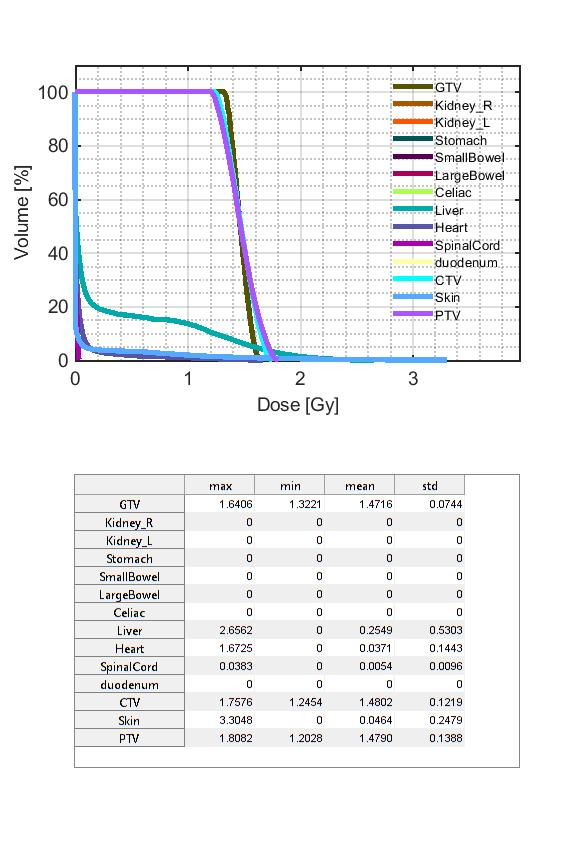 100
80
60
40
20
0
Volume [%]
0 1 2 3
Dose [Gy]
GTV
Kidney_R
Kidney_L
Stomach
SmallBowel
LargeBowel
Celiac
Liver
Heart
SpinalCord
duodenum
CTV
Skin
PTV
max min mean std
GTV 1.6406 1.3221 1.4716 0.0744
Kidney_R 0 0 0 0
Kidney_L 0 0 0 0
Stomach 0 0 0 0
SmallBowel 0 0 0 0
LargeBowel 0 0 0 0
Celiac 0 0 0 0
Liver 2.6562 0 0.2549 0.5303
Heart 1.6725 0 0.0371 0.1443
SpinalCord 0.0383 0 0.0054 0.0096
duodenum 0 0 0 0
CTV 1.7576 1.2454 1.4802 0.1219
Skin 3.3048 0 0.0464 0.2479
PTV 1.8082 1.2028 1.4790 0.1388